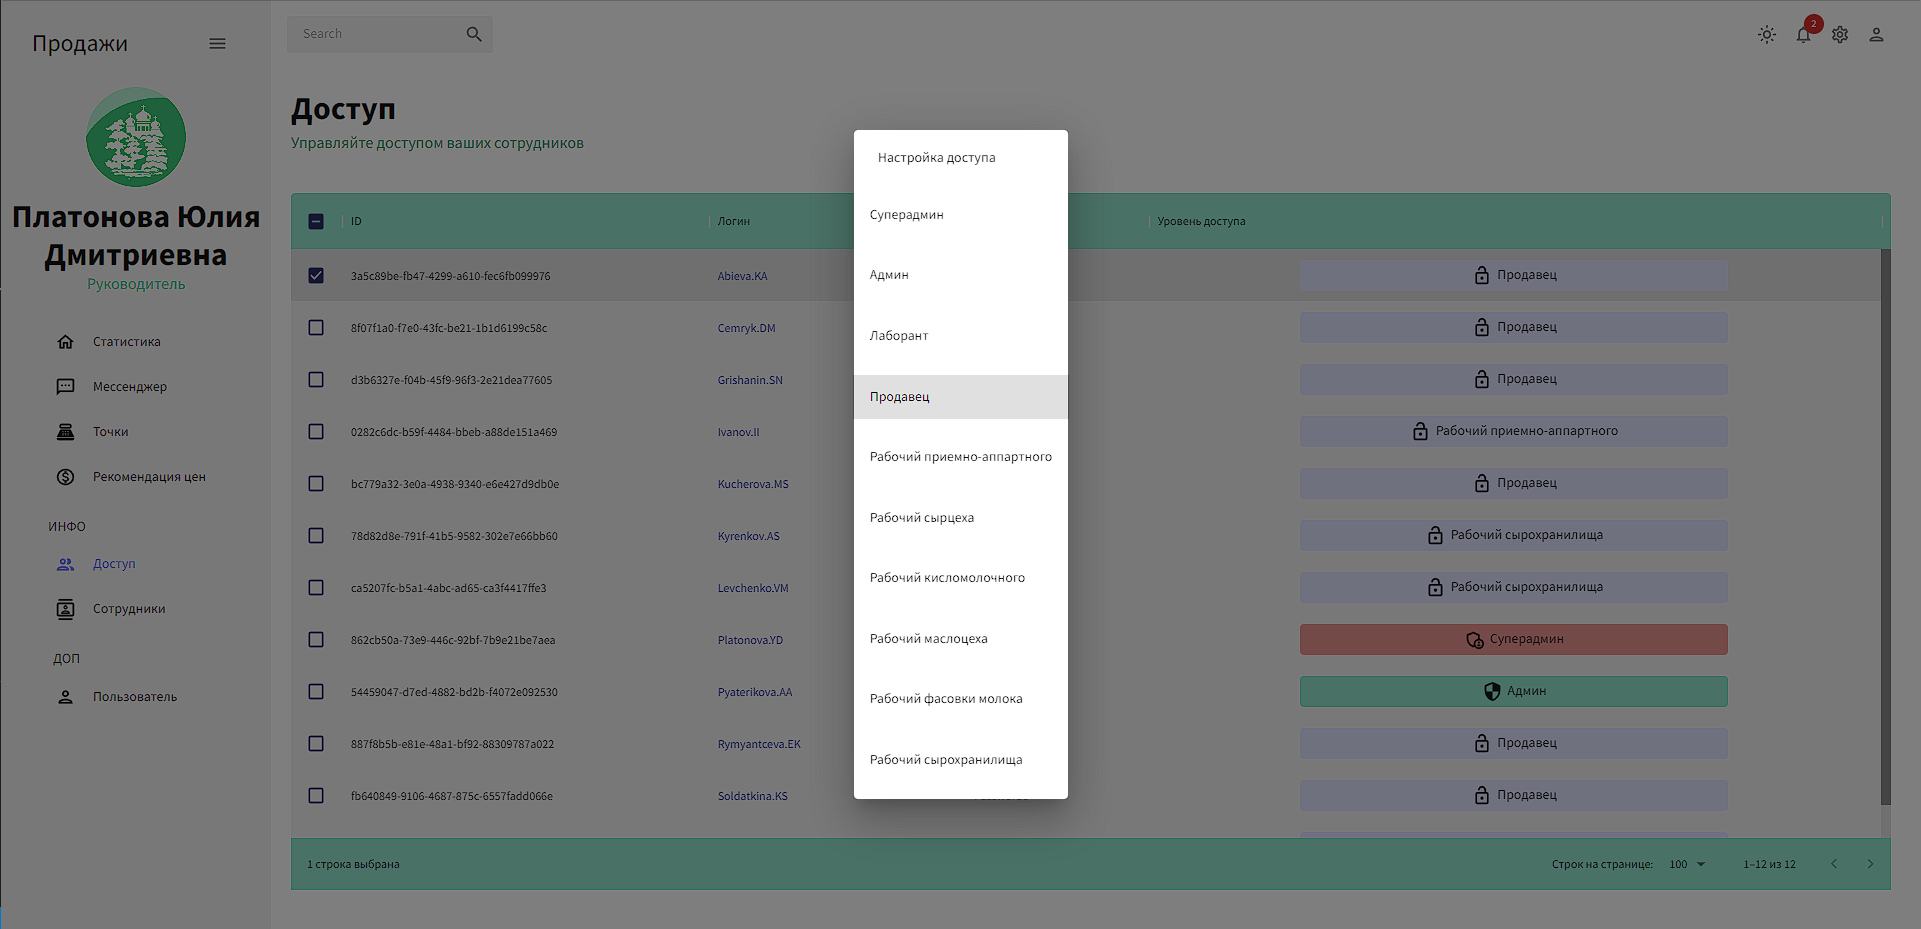 Продажи
Search
2
Платонова Юлия
Дмитриевна
Руководитель
Статистика
Мессенджер
Точки
Рекомендация цен
ИНФО
Доступ
Сотрудники
ДОП
Пользователь
Доступ
Управляйте доступом ваших сотрудников
ID Логин Уровень доступа
3a5c89be-fb47-4299-a610-fec6fb099976 Abieva.KA Продавец
8f07f1a0-f7e0-43fc-be21-1b1d6199c58c Cemryk.DM Продавец
d3b6327e-f04b-45f9-96f3-2e21dea77605 Grishanin.SN Продавец
0282c6dc-b59f-4484-bbeb-a88de151a469 Ivanov.II Рабочий приемно-аппартного
bc779a32-3e0a-4938-9340-e6e427d9db0e Kucherova.MS Продавец
78d82d8e-791f-41b5-9582-302e7e66bb60 Kyrenkov.AS Рабочий сырохранилища
ca5207fc-b5a1-4abc-ad65-ca3f4417ffe3 Levchenko.VM Рабочий сырохранилища
862cb50a-73e9-446c-92bf-7b9e21be7aea Platonova.YD Суперадмин
54459047-d7ed-4882-bd2b-f4072e092530 Pyaterikova.AA Админ
887f8b5b-e81e-48a1-bf92-88309787a022 Rymyantceva.EK Продавец
fb640849-9106-4687-875c-6557fadd066e Soldatkina.KS Продавец
1 строка выбрана Строк на странице: 100 1–12 из 12
Настройка доступа
Суперадмин
Админ
Лаборант
Продавец
Рабочий приемно-аппартного
Рабочий сырцеха
Рабочий кисломолочного
Рабочий маслоцеха
Рабочий фасовки молока
Рабочий сырохранилища